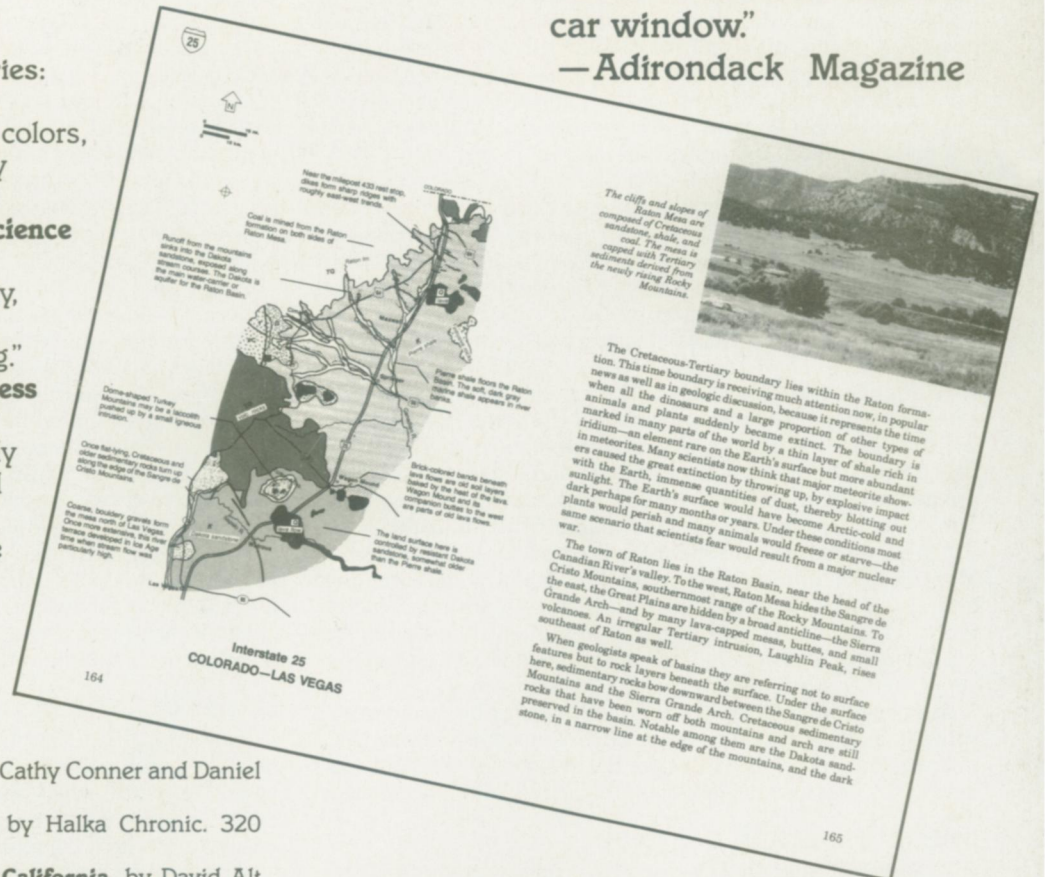 car window.”
—Adirondack Magazine
ies:
colors,
y
cience
y,
g.”
ess
y
25
N
Near the milepost 433 rest stop,
dikes form sharp ridges with
roughly east-west trends.
COLORADO
Coal is mined from the Raton
formation on both sides of
Raton Mesa.
Runoff from the mountains
sinks into the Dakota
sandstone, exposed along
stream courses. The Dakota is
the main water-carrier or
aquifer for the Raton Basin.
Pierre shale floors the Raton
Basin. The soft, dark gray
marine shale appears in river
banks.
Dome-shaped Turkey
Mountains may be a laccolith
pushed up by a small igneous
intrusion.
Once flat-lying, Cretaceous and
older sedimentary rocks turn up
along the edge of the Sangre de
Cristo Mountains.
Brick-colored bands beneath
lava flows are old soil layers
baked by the heat of the lava.
Wagon Mound and its
companion buttes to the west
are parts of old lava flows.
Coarse, bouldery gravels form
the mesa north of Las Vegas.
Once more extensive, this river
terrace developed in Ice Age
time when stream flow was
particularly high.
The land surface here is
controlled by resistant Dakota
sandstone, somewhat older
than the Pierre shale.
Interstate 25
COLORADO—LAS VEGAS
164
The cliffs and slopes of
Raton Mesa are
composed of Cretaceous
sandstone, shale, and
coal. The mesa is
capped with Tertiary
sediments derived from
the newly rising Rocky
Mountains.
The Cretaceous-Tertiary boundary lies within the Raton forma-
tion. This time boundary is receiving much attention now, in popular
news as well as in geologic discussion, because it represents the time
when all the dinosaurs and a large proportion of other types of
animals and plants suddenly became extinct. The boundary is
marked in many parts of the world by a thin layer of shale rich in
iridium—an element rare on the Earth's surface but more abundant
in meteorites. Many scientists now think that major meteorite show-
ers caused the great extinction by throwing up, by explosive impact
with the Earth, immense quantities of dust, thereby blotting out
sunlight. The Earth's surface would have become Arctic-cold and
dark perhaps for many months or years. Under these conditions most
plants would perish and many animals would freeze or starve—the
same scenario that scientists fear would result from a major nuclear
war.
The town of Raton lies in the Raton Basin, near the head of the
Canadian River's valley. To the west, Raton Mesa hides the Sangre de
Cristo Mountains, southernmost range of the Rocky Mountains. To
the east, the Great Plains are hidden by a broad anticline—the Sierra
Grande Arch—and by many lava-capped mesas, buttes, and small
volcanoes. An irregular Tertiary intrusion, Laughlin Peak, rises
southeast of Raton as well.
When geologists speak of basins they are referring not to surface
features but to rock layers beneath the surface. Under the surface
here, sedimentary rocks bow downward between the Sangre de Cristo
Mountains and the Sierra Grande Arch. Cretaceous sedimentary
rocks that have been worn off both mountains and arch are still
preserved in the basin. Notable among them are the Dakota sand-
stone, in a narrow line at the edge of the mountains, and the dark
165
Cathy Conner and Daniel
by Halka Chronic. 320
California, by David Alt